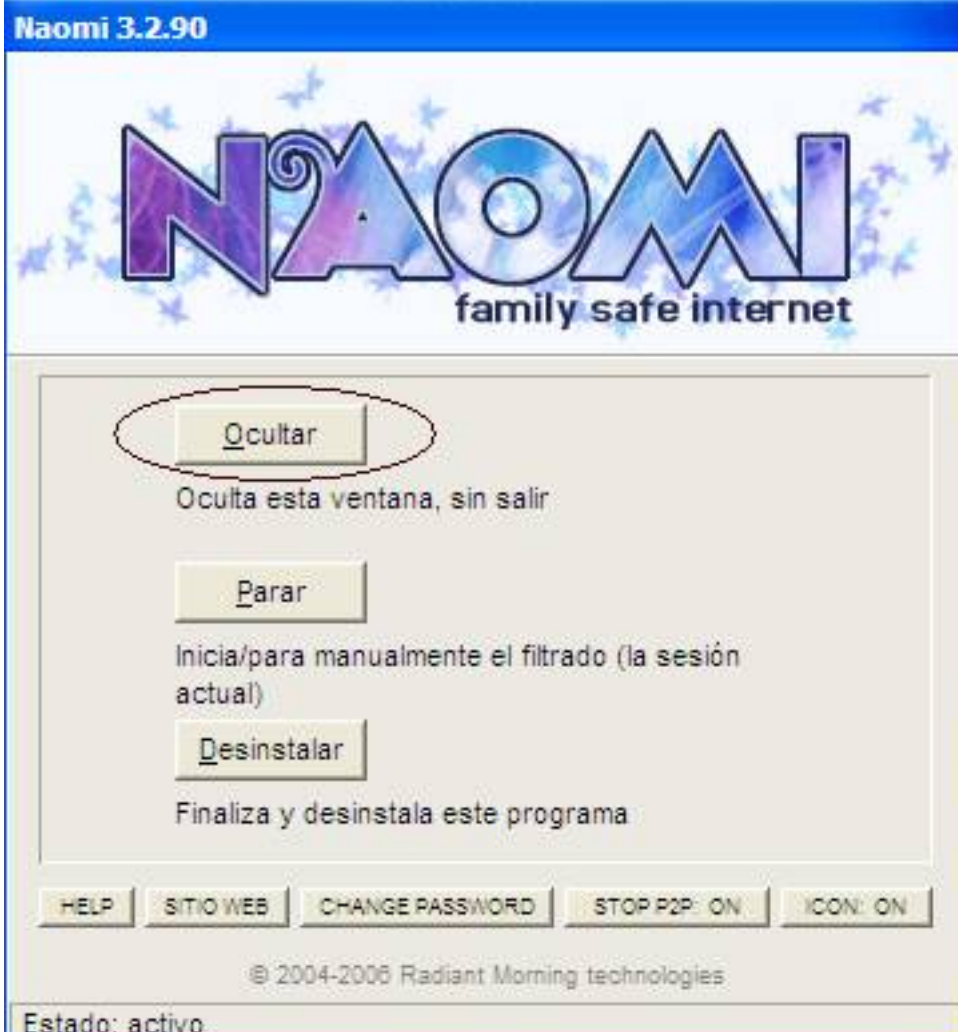 Naomi 3.2.90
NAOMI
family safe internet
Ocultar
Oculta esta ventana, sin salir
Parar
Inicia/para manualmente el filtrado (la sesión
actual)
Desinstalar
Finaliza y desinstala este programa
HELP SITIO WEB CHANGE PASSWORD STOP P2P: ON ICON: ON
© 2004-2006 Radiant Morning technologies
Estado: activo